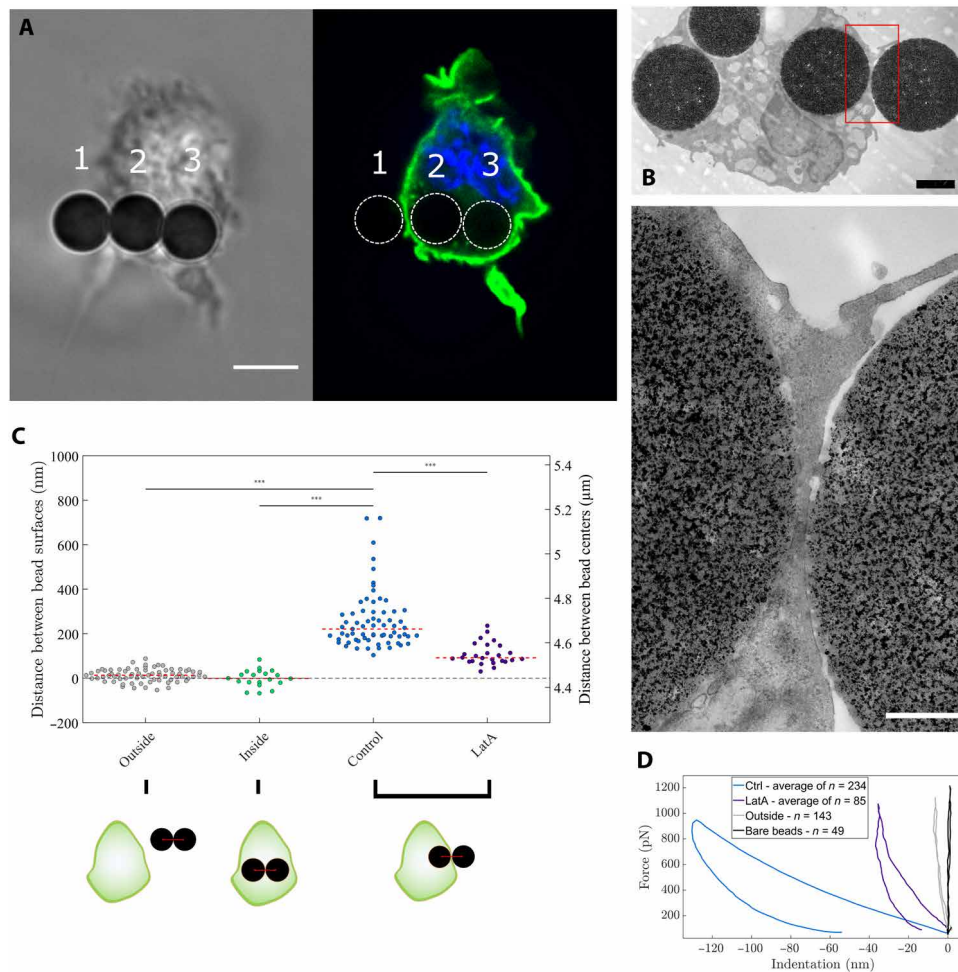 A
1
2
3
1
2
3
B
C
1000
800
600
400
200
0
−200
Distance between bead surfaces (nm)
***
***
***
5.4
5.2
5
4.8
4.6
4.4
Distance between bead centers (μm)
Outside
Inside
Control
LatA
D
Ctrl - average of n = 234
LatA - average of n = 85
Outside - n = 143
Bare beads - n = 49
1200
1000
800
600
400
200
Force (pN)
−120 −100 −80 −60 −40 −20 0
Indentation (nm)